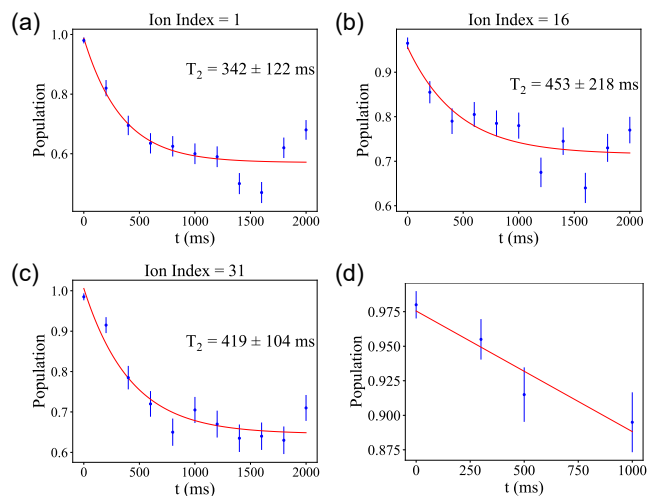 (a)
Ion Index = 1
T2 = 342 ± 122 ms
Population
1.0
0.8
0.6
0
500
1000
1500
2000
t (ms)
(b)
Ion Index = 16
T2 = 453 ± 218 ms
Population
0.9
0.8
0.7
0.6
0
500
1000
1500
2000
t (ms)
(c)
Ion Index = 31
T2 = 419 ± 104 ms
Population
1.0
0.9
0.8
0.7
0.6
0
500
1000
1500
2000
t (ms)
(d)
Population
0.975
0.950
0.925
0.900
0.875
0
250
500
750
1000
t (ms)